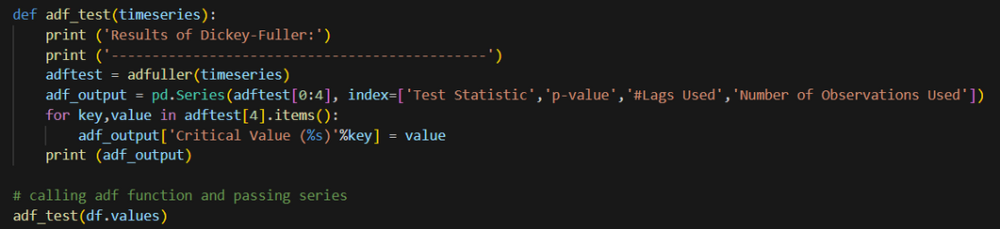 def adf_test(timeseries):
    print ('Results of Dickey-Fuller:')
    print ('-----------------------------------------------')
    adftest = adfuller(timeseries)
    adf_output = pd.Series(adftest[0:4], index=['Test Statistic','p-value','#Lags Used','Number of Observations Used'])
    for key,value in adftest[4].items():
        adf_output['Critical Value (%s)'%key] = value
    print (adf_output)
# calling adf function and passing series
adf_test(df.values)